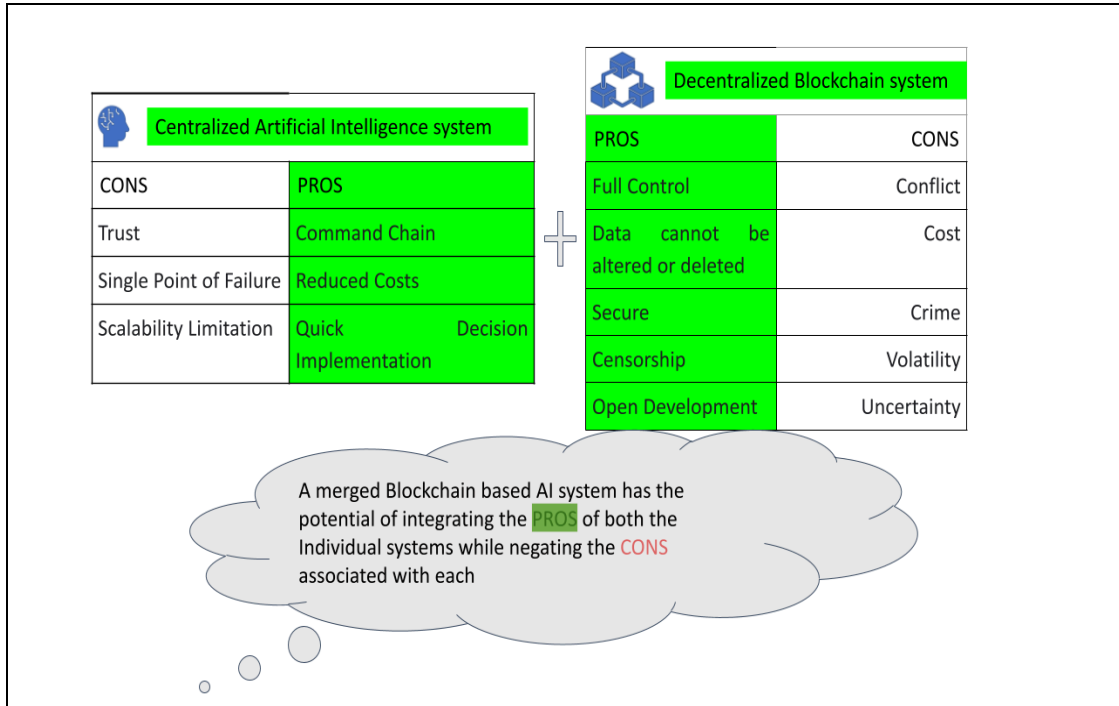 Centralized Artificial Intelligence system
CONS PROS
Trust Command Chain
Single Point of Failure Reduced Costs
Scalability Limitation Quick Decision
Implementation
Decentralized Blockchain system
PROS CONS
Full Control Conflict
Data cannot be Cost
altered or deleted
Secure Crime
Censorship Volatility
Open Development Uncertainty
A merged Blockchain based AI system has the
potential of integrating the PROS of both the
Individual systems while negating the CONS
associated with each